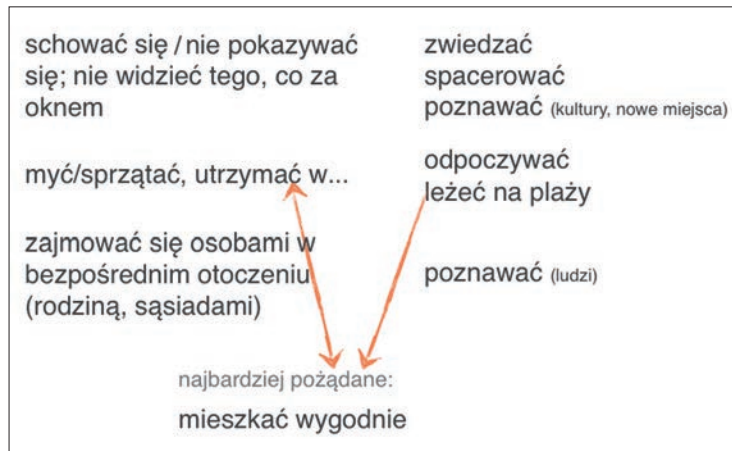 schować się / nie pokazywać
się; nie widzieć tego, co za
oknem
myć/sprzątać, utrzymać w...
zajmować się osobami w
bezpośrednim otoczeniu
(rodziną, sąsiadami)
zwiedzać
spacerować
poznawać (kultury, nowe miejsca)
odpoczywać
leżeć na plaży
poznawać (ludzi)
najbardziej pożądane:
mieszkać wygodnie